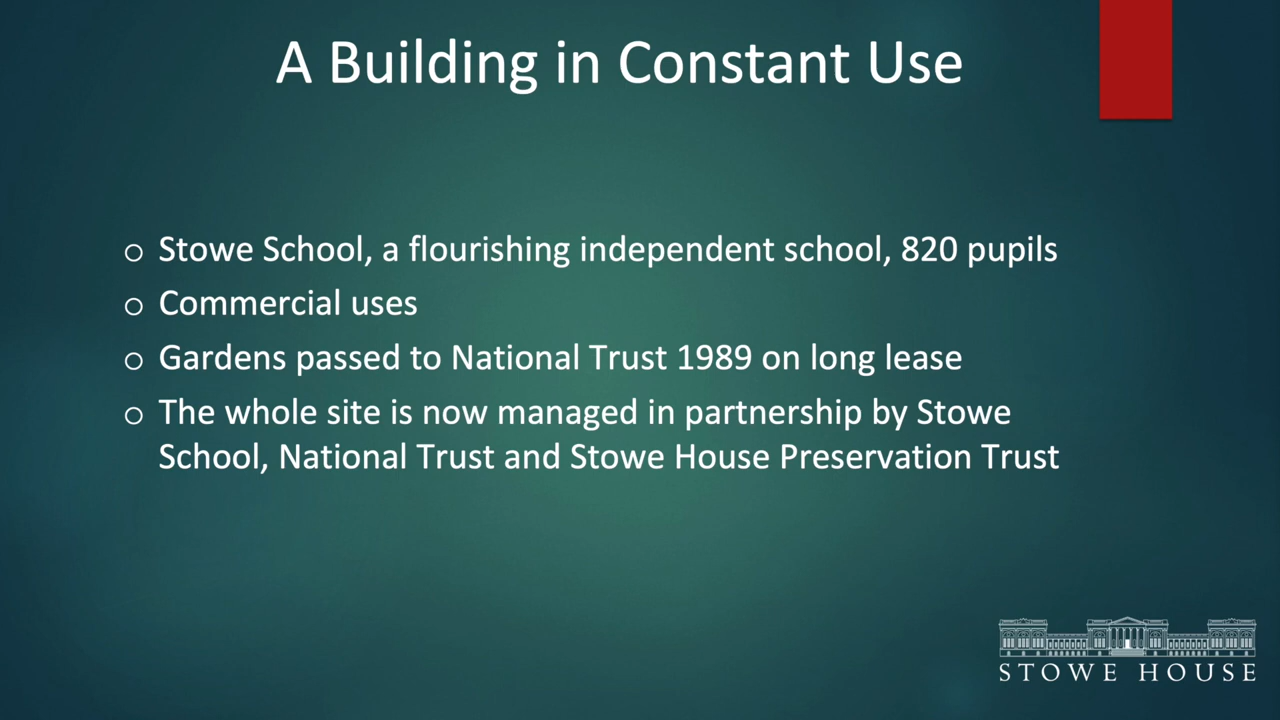 A Building in Constant Use
o Stowe School, a flourishing independent school, 820 pupils
o Commercial uses
o Gardens passed to National Trust 1989 on long lease
o The whole site is now managed in partnership by Stowe
School, National Trust and Stowe House Preservation Trust
STOWE HOUSE